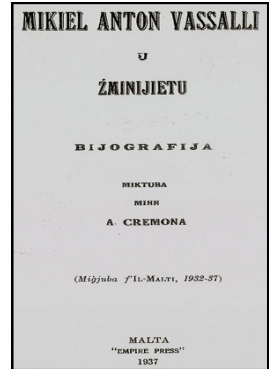 MIKIEL ANTON VASSALLI
U
ŻMINIJIETU
BIJOGRAFIJA
MIKTUBA
MINN
A. CREMONA
(Miġjuba f'IL-MALTI, 1932-37)
MALTA
"EMPIRE PRESS"
1937